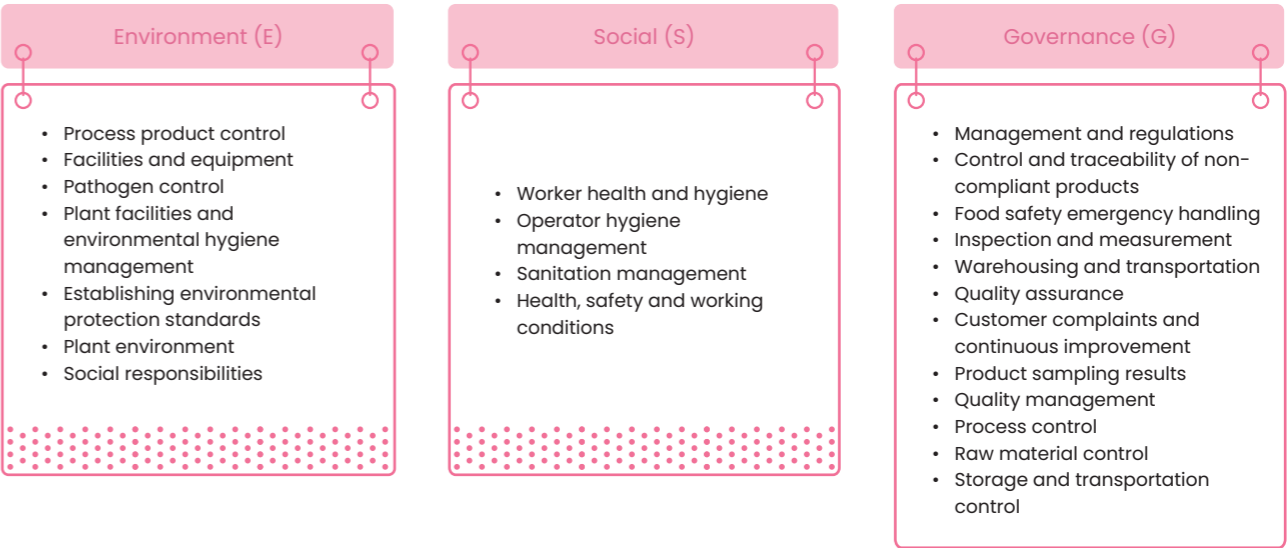 Environment (E)
• Process product control
• Facilities and equipment
• Pathogen control
• Plant facilities and
environmental hygiene
management
• Establishing environmental
protection standards
• Plant environment
• Social responsibilities
Social (S)
• Worker health and hygiene
• Operator hygiene
management
• Sanitation management
• Health, safety and working
conditions
Governance (G)
• Management and regulations
• Control and traceability of non-
compliant products
• Food safety emergency handling
• Inspection and measurement
• Warehousing and transportation
• Quality assurance
• Customer complaints and
continuous improvement
• Product sampling results
• Quality management
• Process control
• Raw material control
• Storage and transportation
control